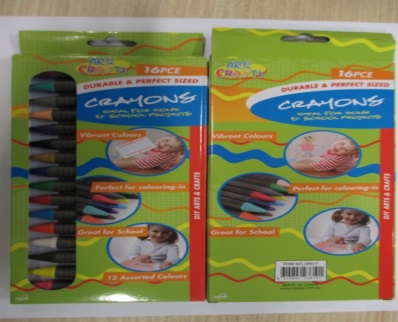 ART
CRAFTY
16PCE
DURABLE & PERFECT SIZED
CRAYONS
IDEAL FOR HOME
& SCHOOL PROJECTS
Vibrant Colours
Perfect for colouring-in
Great for School
12 Assorted Colours
DIY ARTS & CRAFTS
ART
CRAFTY
16PCE
DURABLE & PERFECT SIZED
CRAYONS
IDEAL FOR HOME
& SCHOOL PROJECTS
Vibrant Colours
Perfect for colouring-in
Great for School
DIY ARTS & CRAFTS